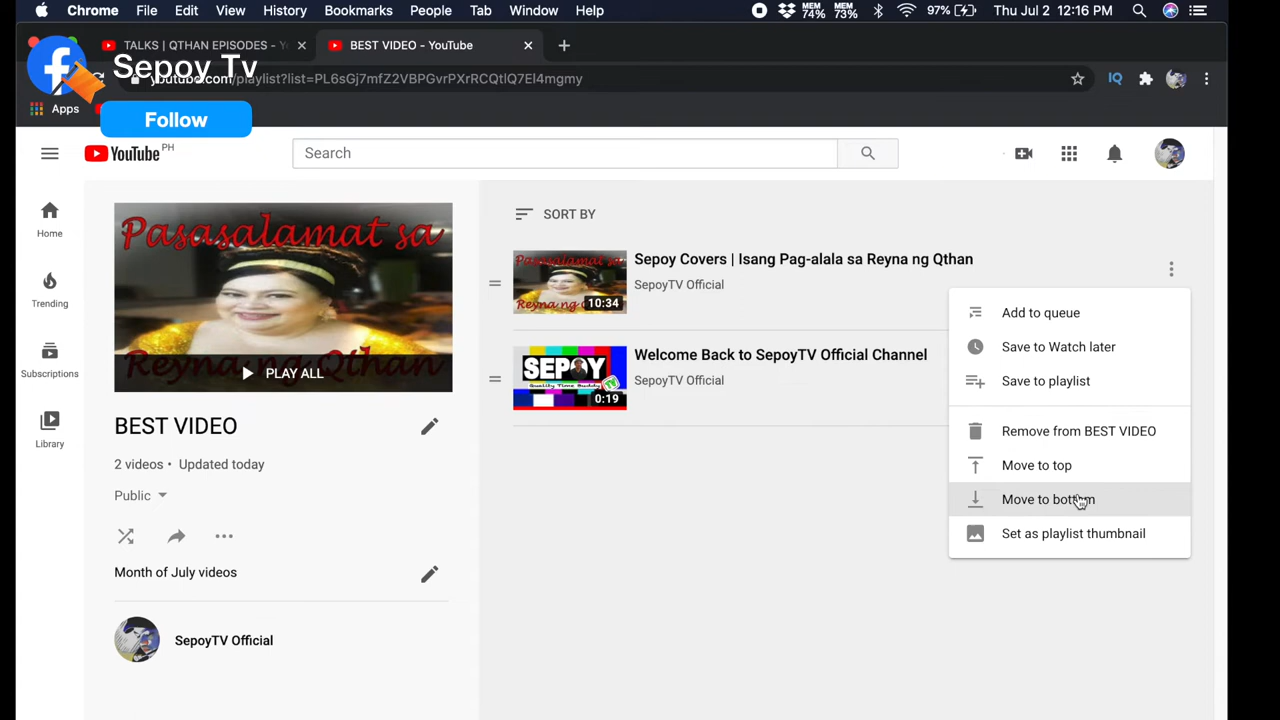 Chrome File Edit View History Bookmarks People Tab Window Help MEM 74% MEM 73% 97% Thu Jul 2 12:16 PM
TALKS | QTHAN EPISODES - Y BEST VIDEO - YouTube
Sepoy Tv
youtube.com/playlist?list=PL6sGj7mfZ2VBPGvrPXrRCQtlQ7El4mgmy
IQ
Apps
Follow
YouTube PH
Search
Home
Trending
Subscriptions
Library
Pasasalamat sa
Reyna ng Qthan
PLAY ALL
BEST VIDEO
2 videos • Updated today
Public
Month of July videos
SepoyTV Official
SORT BY
Pasasalamat sa
Reyna ng
10:34
Sepoy Covers | Isang Pag-alala sa Reyna ng Qthan
SepoyTV Official
SEPOY
Quality Time Buddy
TV
0:19
Welcome Back to SepoyTV Official Channel
SepoyTV Official
Add to queue
Save to Watch later
Save to playlist
Remove from BEST VIDEO
Move to top
Move to bottom
Set as playlist thumbnail